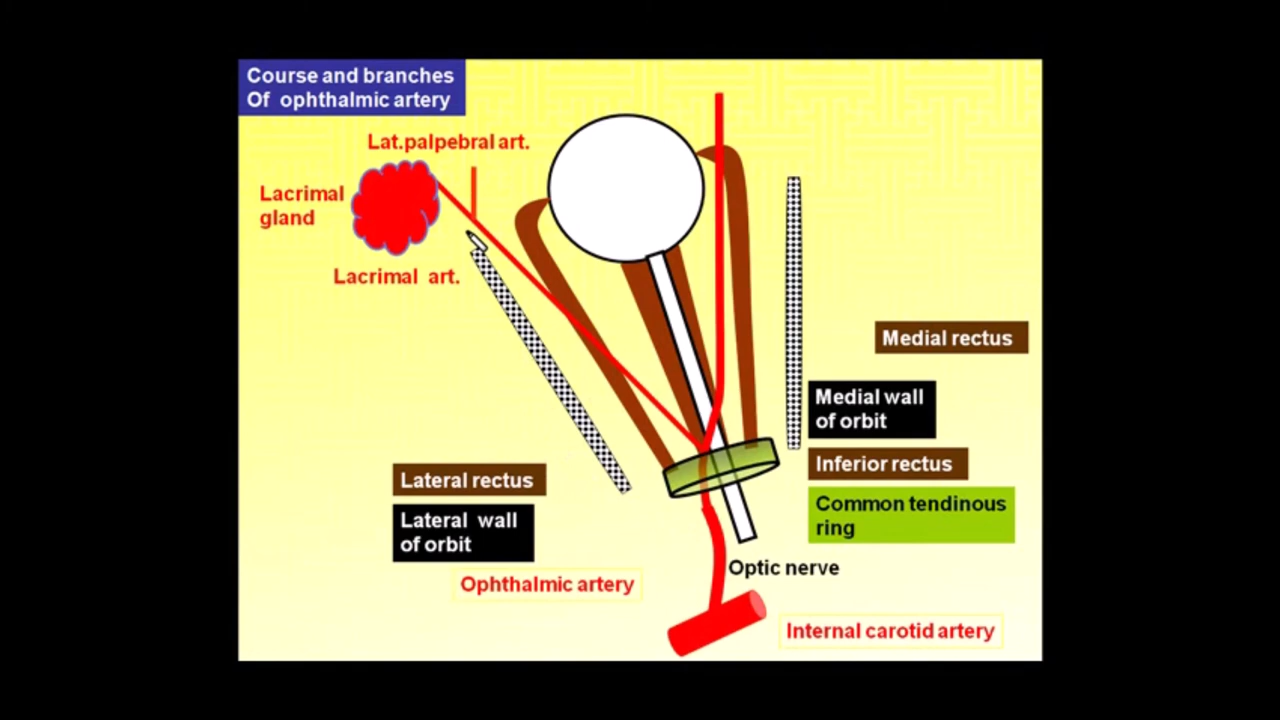 Course and branches
Of ophthalmic artery
Lat.palpebral art.
Lacrimal
gland
Lacrimal art.
Medial rectus
Medial wall
of orbit
Inferior rectus
Common tendinous
ring
Lateral rectus
Lateral wall
of orbit
Ophthalmic artery
Optic nerve
Internal carotid artery